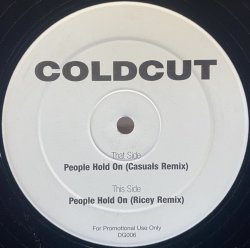 COLDCUT
That Side
People Hold On (Casuals Remix)
This Side
People Hold On (Ricey Remix)
For Promotional Use Only
DG006